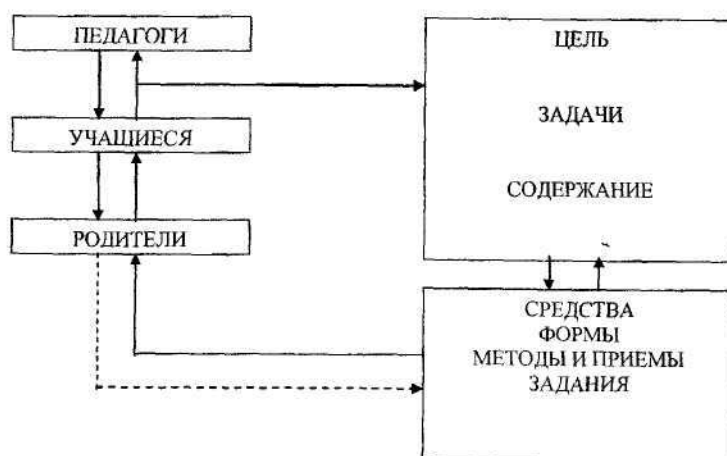 ПЕДАГОГИ
УЧАЩИЕСЯ
РОДИТЕЛИ
ЦЕЛЬ
ЗАДАЧИ
СОДЕРЖАНИЕ
СРЕДСТВА
ФОРМЫ
МЕТОДЫ И ПРИЕМЫ
ЗАДАНИЯ